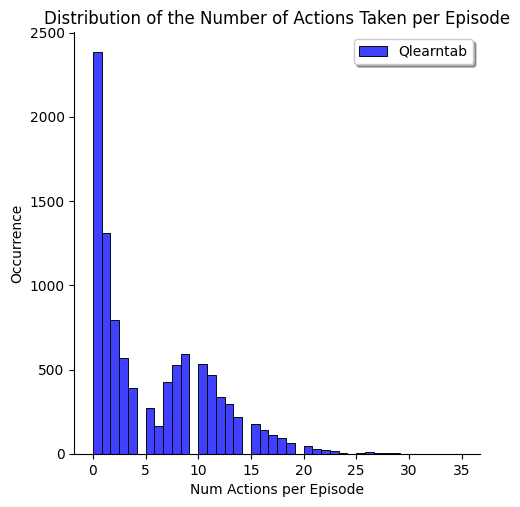 Distribution of the Number of Actions Taken per Episode
Qlearntab
2500
2000
1500
1000
500
0
Occurrence
0 5 10 15 20 25 30 35
Num Actions per Episode